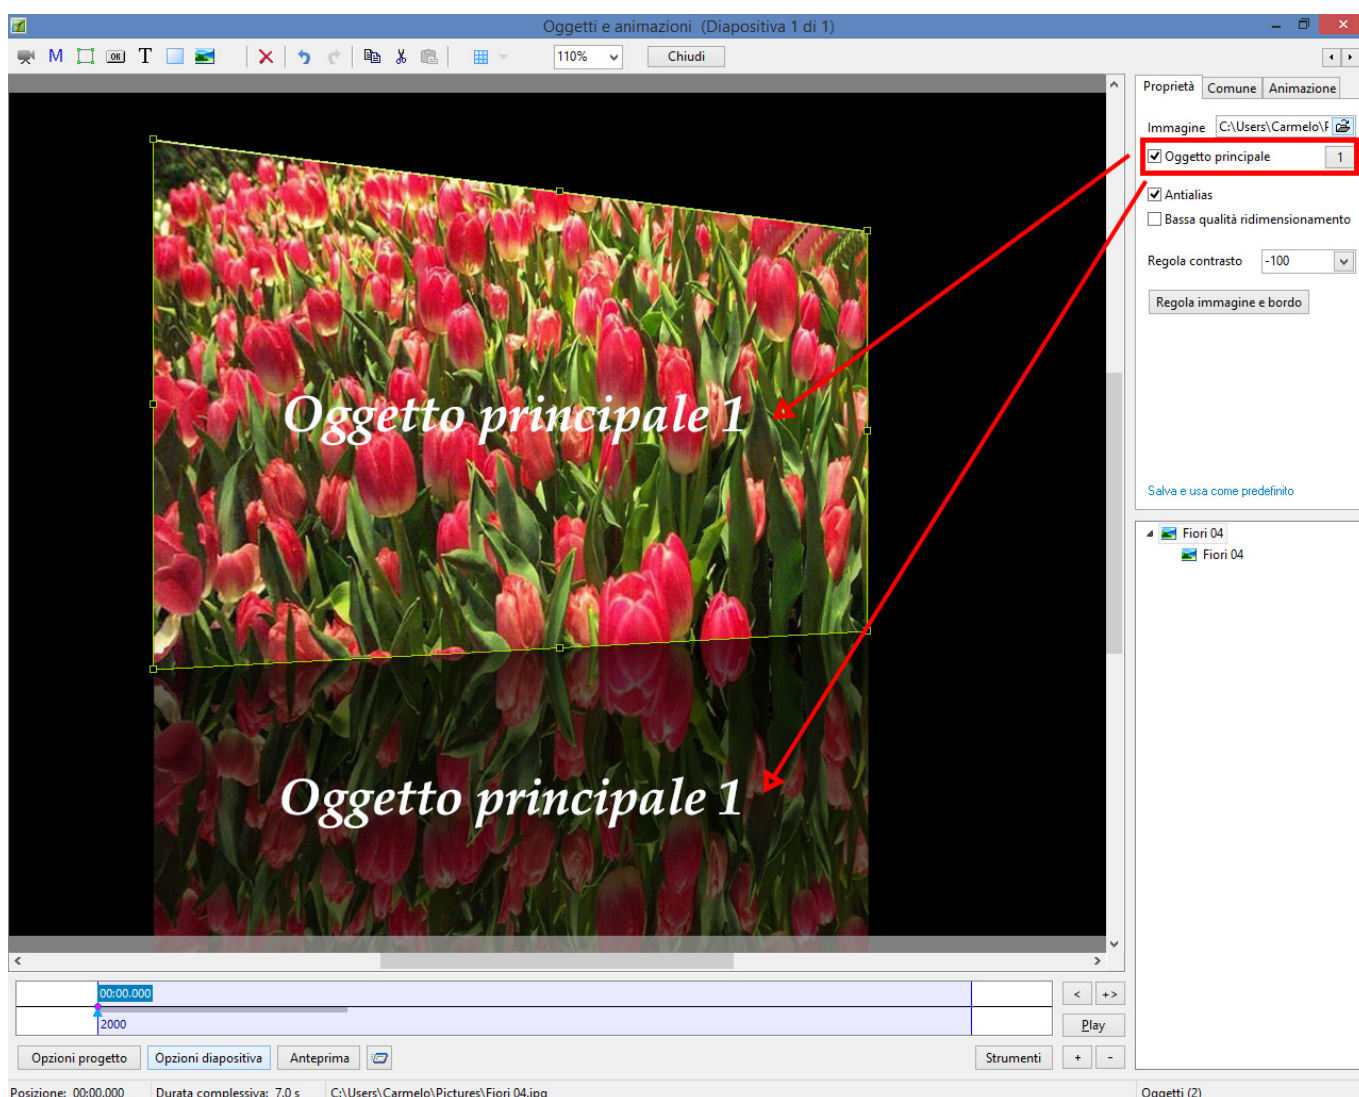 Oggetti e animazioni (Diapositiva 1 di 1)
M OK T 110% Chiudi
Proprietà Comune Animazione
Immagine C:\Users\Carmelo\F
Oggetto principale 1
Antialias
Bassa qualità ridimensionamento
Regola contrasto -100
Regola immagine e bordo
Oggetto principale 1
Salva e usa come predefinito
Fiori 04
Fiori 04
Oggetto principale 1
00:00.000
< +>
2000
Play
Opzioni progetto Opzioni diapositiva Anteprima Strumenti + -
Posizione: 00:00.000 Durata complessiva: 7.0 s C:\Users\Carmelo\Pictures\Fiori 04.jpg Oggetti (2)